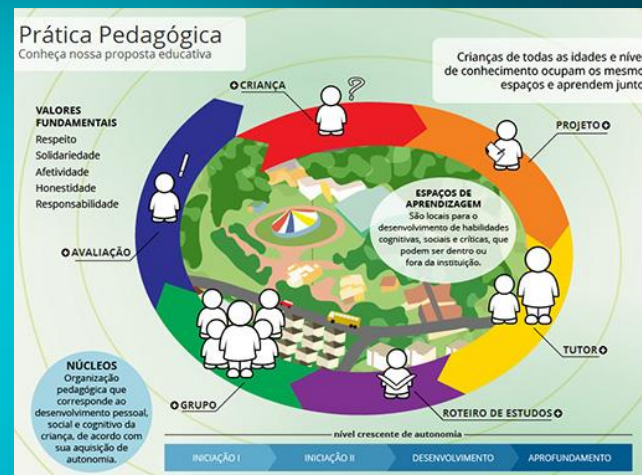 Prática Pedagógica
Conheça nossa proposta educativa
Crianças de todas as idades e níve
de conhecimento ocupam os mesmo
espaços e aprendem junto
VALORES
FUNDAMENTAIS
Respeito
Solidariedade
Afetividade
Honestidade
Responsabilidade
CRIANÇA
?
PROJETO
!
ESPAÇOS DE
APRENDIZAGEM
São locais para o
desenvolvimento de habilidades
cognitivas, sociais e críticas, que
podem ser dentro ou
fora da instituição.
AVALIAÇÃO
TUTOR
NÚCLEOS
Organização
pedagógica que
corresponde ao
desenvolvimento pessoal,
social e cognitivo da
criança, de acordo com
sua aquisição de
autonomia.
GRUPO
ROTEIRO DE ESTUDOS
nível crescente de autonomia
INICIAÇÃO I
INICIAÇÃO II
DESENVOLVIMENTO
APROFUNDAMENTO